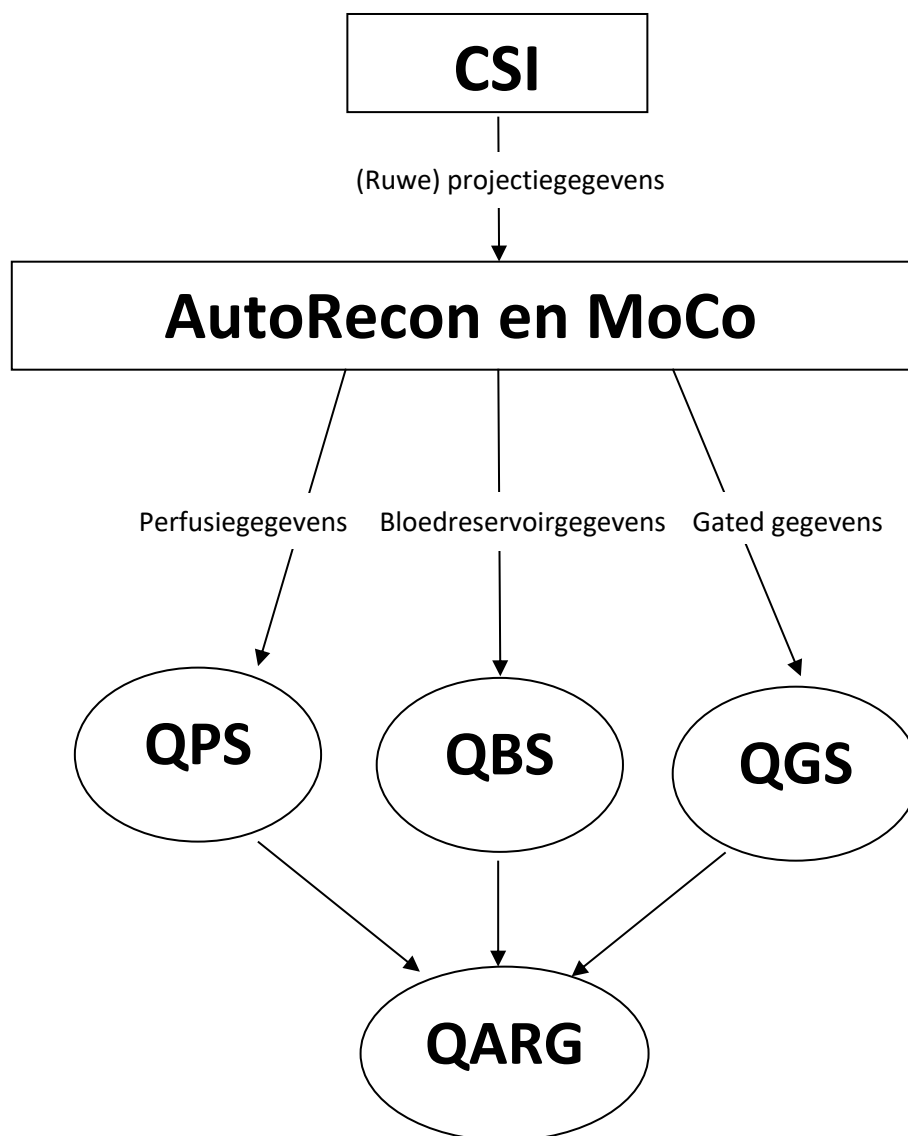 CSI
(Ruwe) projectiegegevens
AutoRecon en MoCo
Perfusiegegevens
Bloedreservoirgegevens
Gated gegevens
QPS
QBS
QGS
QARG